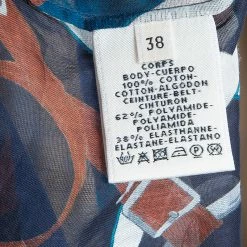 38
CORPS
BODY-CUERPO
100% COTON-
COTTON-ALGODON
CEINTURE-BELT-
CINTURON
62% POLYAMIDE-
POLYAMIDE-
POLIAMIDA
38% ELASTHANNE-
ELASTANE-ELASTANO